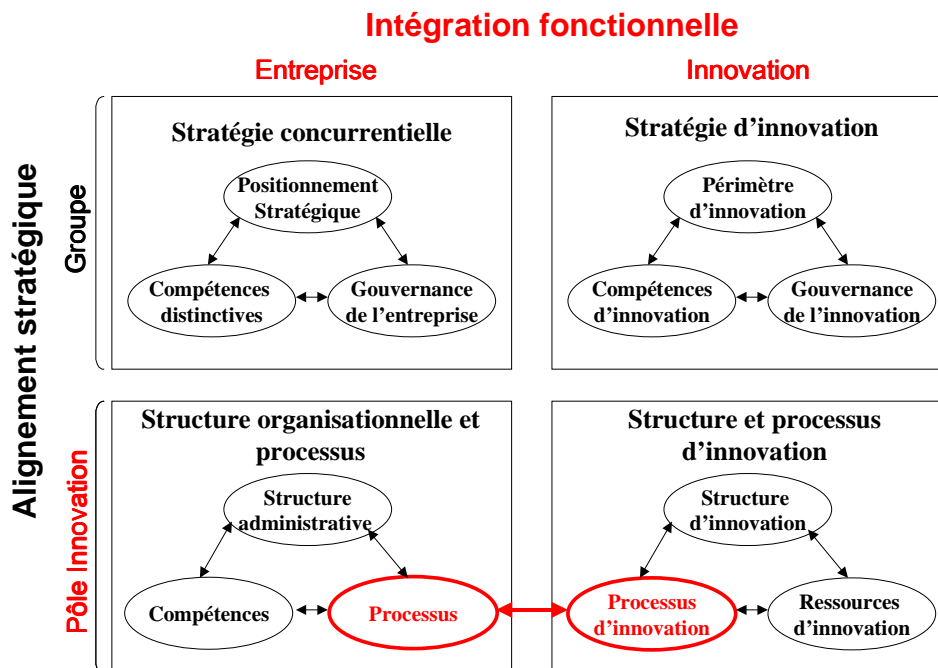 Intégration fonctionnelle
Entreprise
Innovation
Alignement stratégique
Groupe
Stratégie concurrentielle
Positionnement
Stratégique
Compétences
distinctives
Gouvernance
de l’entreprise
Stratégie d’innovation
Périmètre
d’innovation
Compétences
d’innovation
Gouvernance
de l’innovation
Pôle Innovation
Structure organisationnelle et
processus
Structure
administrative
Compétences
Processus
Structure et processus
d’innovation
Structure
d’innovation
Processus
d’innovation
Ressources
d’innovation